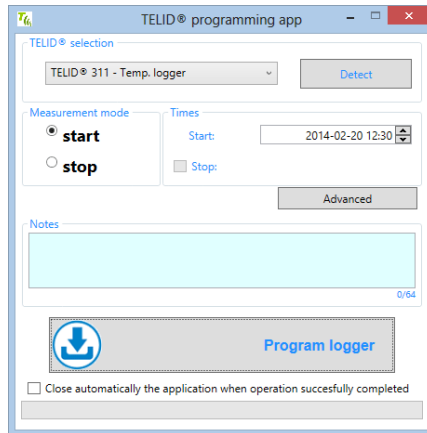 TELID® programming app
TELID® selection
TELID® 311 - Temp. logger
Detect
Measurement mode
Times
start
Start:
2014-02-20 12:30
stop
Stop:
Advanced
Notes
0/64
Program logger
Close automatically the application when operation succesfully completed